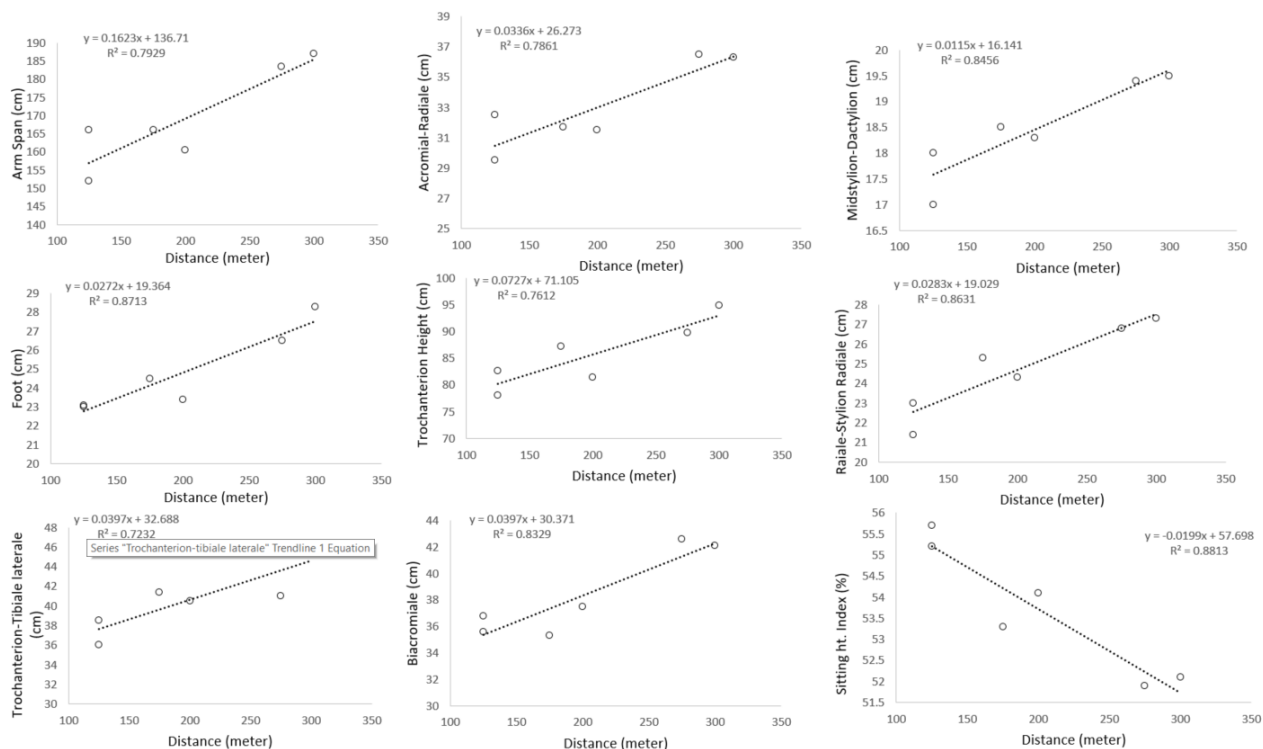 y = 0.1623x + 136.71
R² = 0.7929
Arm Span (cm)
190
185
180
175
170
165
160
155
150
145
140
100 150 200 250 300 350
Distance (meter)
y = 0.0336x + 26.273
R² = 0.7861
Acromial-Radiale (cm)
39
37
35
33
31
29
27
25
100 150 200 250 300 350
Distance (meter)
y = 0.0115x + 16.141
R² = 0.8456
Midstylion-Dactylion (cm)
20
19.5
19
18.5
18
17.5
17
16.5
100 150 200 250 300 350
Distance (meter)
y = 0.0272x + 19.364
R² = 0.8713
Foot (cm)
29
28
27
26
25
24
23
22
21
20
100 150 200 250 300 350
Distance (meter)
y = 0.0727x + 71.105
R² = 0.7612
Trochanterion Height (cm)
100
95
90
85
80
75
70
100 150 200 250 300 350
Distance (meter)
y = 0.0283x + 19.029
R² = 0.8631
Raiale-Stylion Radiale (cm)
28
27
26
25
24
23
22
21
20
100 150 200 250 300 350
Distance (meter)
y = 0.0397x + 32.688
R² = 0.7232
Series "Trochanterion-tibiale laterale" Trendline 1 Equation
Trochanterion-Tibiale laterale
(cm)
48
46
44
42
40
38
36
34
32
30
100 150 200 250 300 350
Distance (meter)
y = 0.0397x + 30.371
R² = 0.8329
Biacromiale (cm)
44
42
40
38
36
34
32
30
100 150 200 250 300 350
Distance (meter)
y = -0.0199x + 57.698
R² = 0.8813
Sitting ht. Index (%)
56
55.5
55
54.5
54
53.5
53
52.5
52
51.5
100 150 200 250 300 350
Distance (meter)